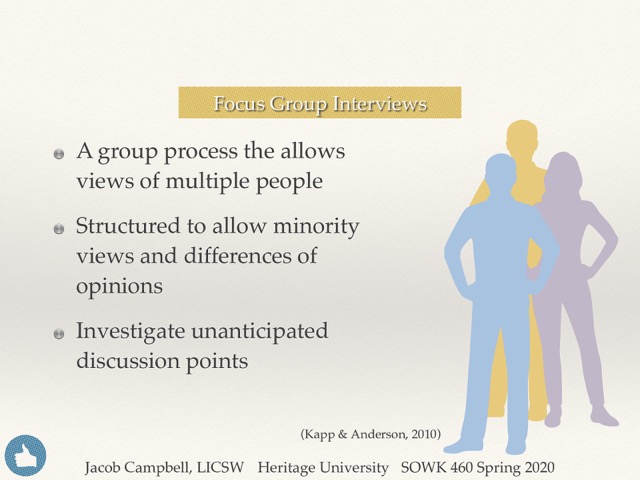 Focus Group Interviews
A group process the allows
views of multiple people
Structured to allow minority
views and differences of
opinions
Investigate unanticipated
discussion points
(Kapp & Anderson, 2010)
Jacob Campbell, LICSW Heritage University SOWK 460 Spring 2020